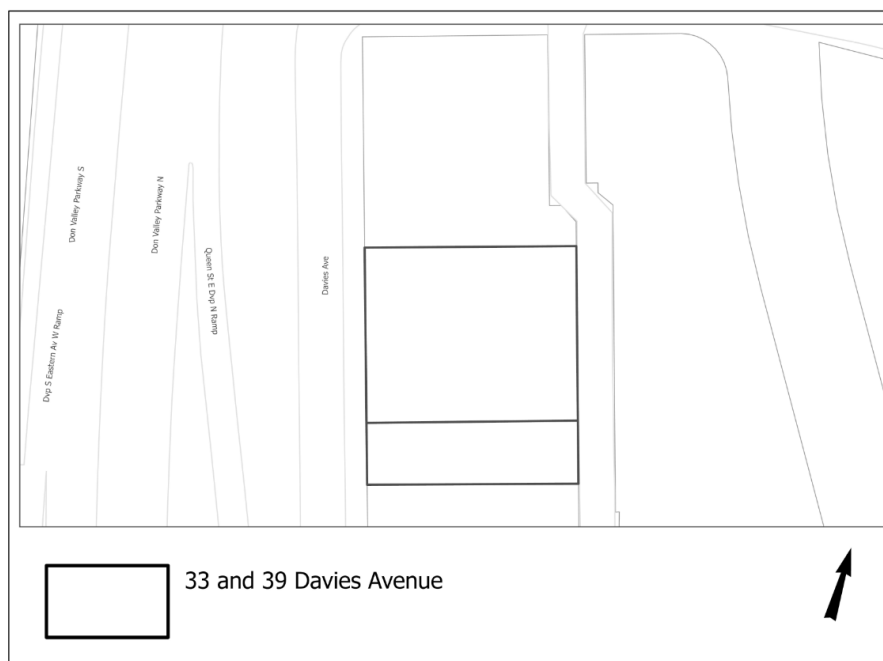 Don Valley Parkway S
Don Valley Parkway N
Queen St E Dvp N Ramp
Davies Ave
Dvp S Eastern Av W Ramp
33 and 39 Davies Avenue